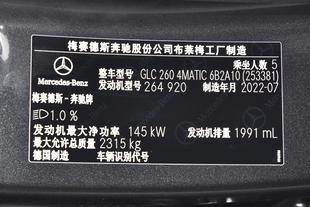 梅赛德斯奔驰股份公司布莱梅工厂制造
乘坐人数 5
Mercedes-Benz
整车型号 GLC 260 4MATIC 6B2A10 (253381)
发动机型号 264 920 制造年月 2022-07
梅赛德斯 - 奔驰牌
1.0 %
发动机最大净功率 145 kW 发动机排量 1991 mL
最大允许总质量 2315 kg
德国制造 车辆识别代号